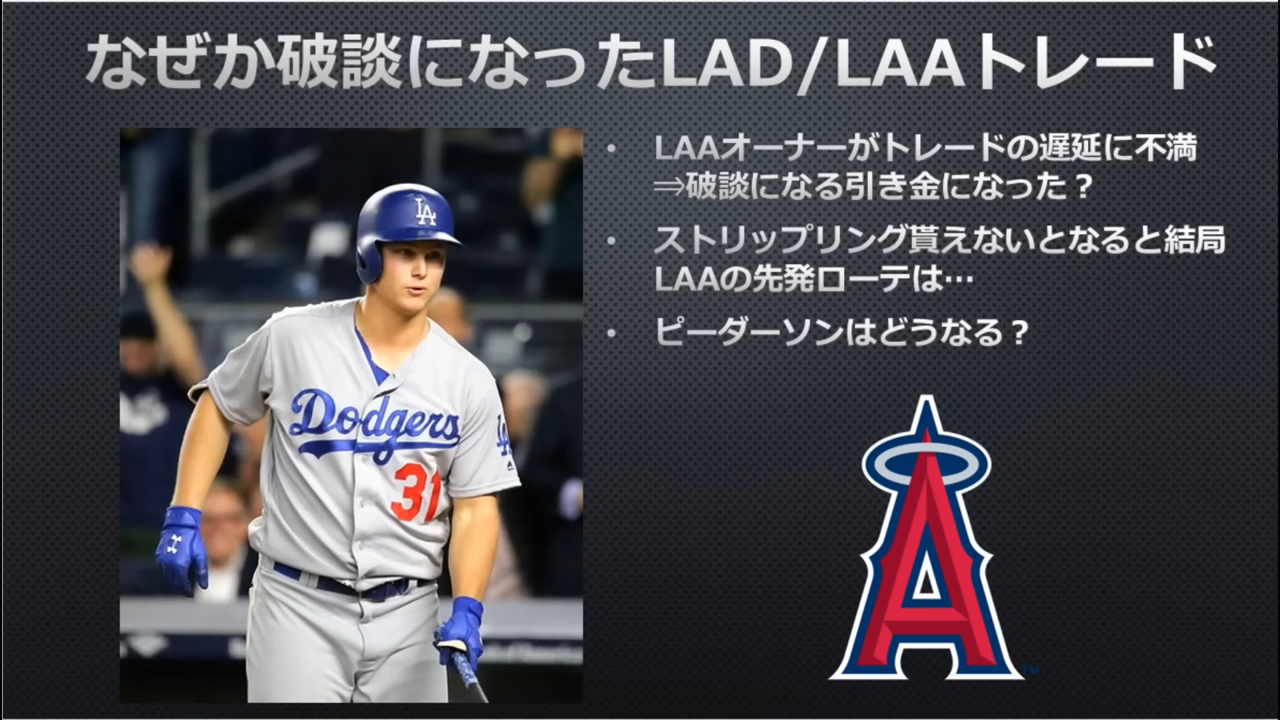 なぜか破談になったLAD/LAAトレード
• LAAオーナーがトレードの遅延に不満
⇒破談になる引き金になった？
• ストリップリング貰えないとなると結局
LAAの先発ローテは…
• ピーダーソンはどうなる？
LA
Dodgers
31
LA
A
TM